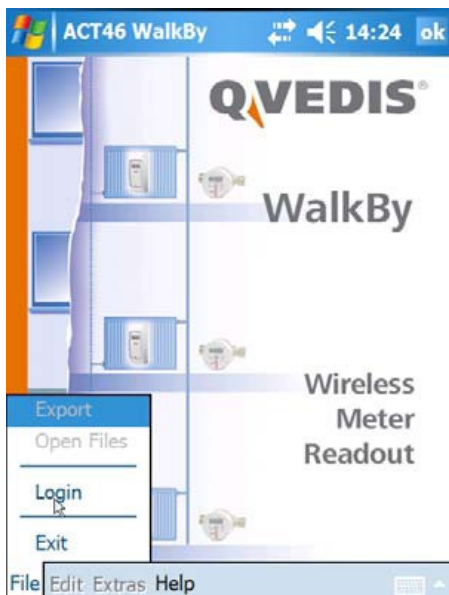 ACT46 WalkBy 14:24 ok
QVEDIS®
WalkBy
Wireless
Meter
Readout
Export
Open Files
Login
Exit
File Edit Extras Help